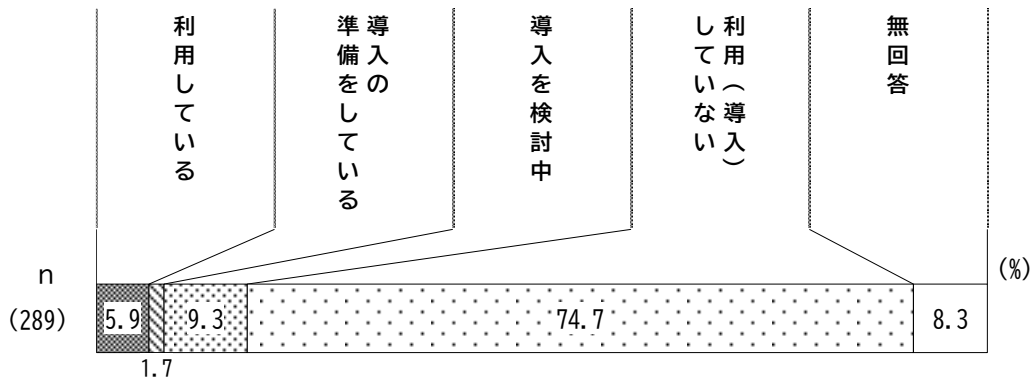 利用している
導入の
準備をしている
導入を検討中
利用（導入）
していない
無回答
n
(%)
(289)
5.9
9.3
74.7
8.3
1.7